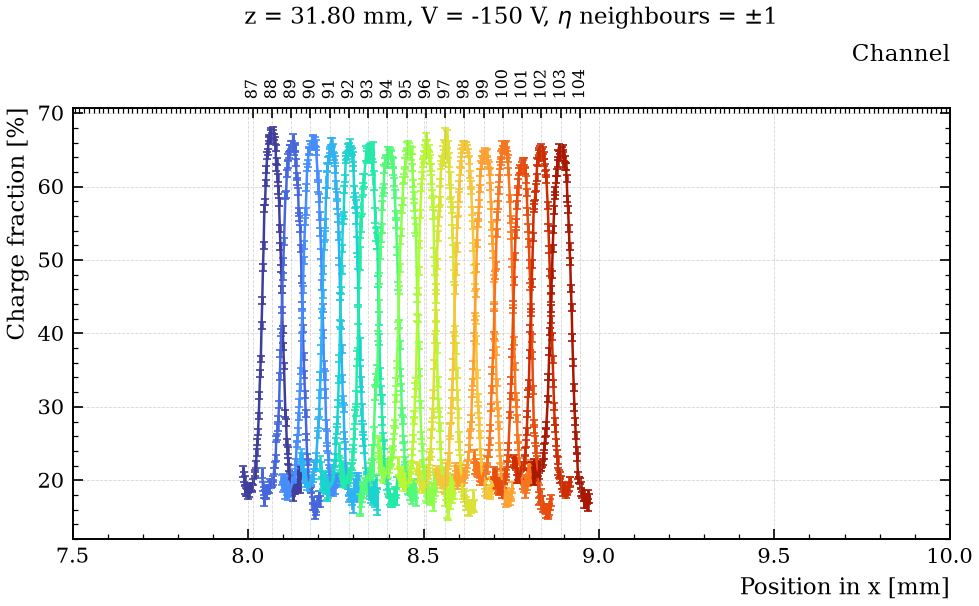 z = 31.80 mm, V = -150 V, η neighbours = ±1
Channel
87 88 89 90 91 92 93 94 95 96 97 98 99 100 101 102 103 104
Charge fraction [%]
70
60
50
40
30
20
7.5 8.0 8.5 9.0 9.5 10.0
Position in x [mm]